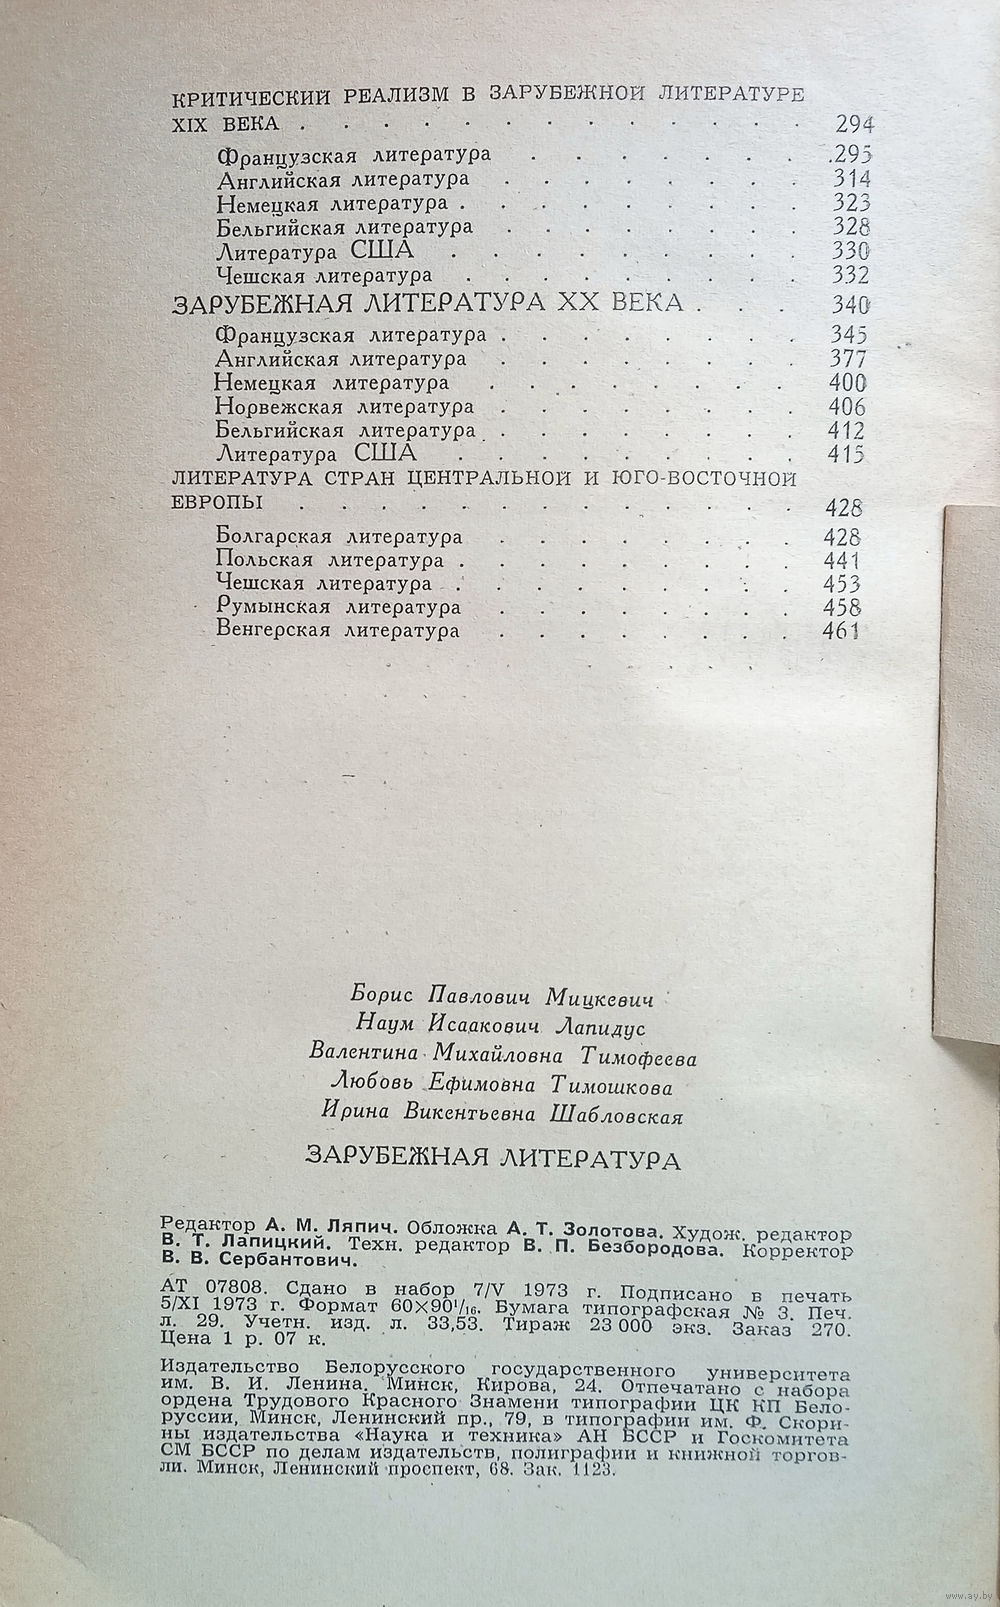 КРИТИЧЕСКИЙ РЕАЛИЗМ В ЗАРУБЕЖНОЙ ЛИТЕРАТУРЕ
XIX ВЕКА . . . . . . . . . . . . . 294
Французская литература . . . . . . . .295
Английская литература . . . . . . . . 314
Немецкая литература . . . . . . . . . 323
Бельгийская литература . . . . . . . . 328
Литература США . . . . . . . . . 330
Чешская литература . . . . . . . . . 332
ЗАРУБЕЖНАЯ ЛИТЕРАТУРА XX ВЕКА . . . 340
Французская литература . . . . . . . . 345
Английская литература . . . . . . . . 377
Немецкая литература . . . . . . . . 400
Норвежская литература . . . . . . . . 406
Бельгийская литература . . . . . . . . 412
Литература США . . . . . . . . . 415
ЛИТЕРАТУРА СТРАН ЦЕНТРАЛЬНОЙ И ЮГО-ВОСТОЧНОЙ
ЕВРОПЫ . . . . . . . . . . . . . 428
Болгарская литература . . . . . . . . 428
Польская литература . . . . . . . . . 441
Чешская литература . . . . . . . . . 453
Румынская литература . . . . . . . . 458
Венгерская литература . . . . . . . . 461
Борис Павлович Мицкевич
Наум Исаакович Лапидус
Валентина Михайловна Тимофеева
Любовь Ефимовна Тимошкова
Ирина Викентьевна Шабловская
ЗАРУБЕЖНАЯ ЛИТЕРАТУРА
Редактор А. М. Ляпич. Обложка А. Т. Золотова. Худож. редактор
В. Т. Лапицкий. Техн. редактор В. П. Безбородова. Корректор
В. В. Сербантович.
АТ 07808. Сдано в набор 7/V 1973 г. Подписано в печать
5/XI 1973 г. Формат 60×90¹/₁₆. Бумага типографская № 3. Печ.
л. 29. Учетн. изд. л. 33,53. Тираж 23 000 экз. Заказ 270.
Цена 1 р. 07 к.
Издательство Белорусского государственного университета
им. В. И. Ленина. Минск, Кирова, 24. Отпечатано с набора
ордена Трудового Красного Знамени типографии ЦК КП Бело-
руссии, Минск, Ленинский пр., 79, в типографии им. Ф. Скори-
ны издательства «Наука и техника» АН БССР и Госкомитета
СМ БССР по делам издательств, полиграфии и книжной торгов-
ли. Минск, Ленинский проспект, 68. Зак. 1123.
www.ay.by